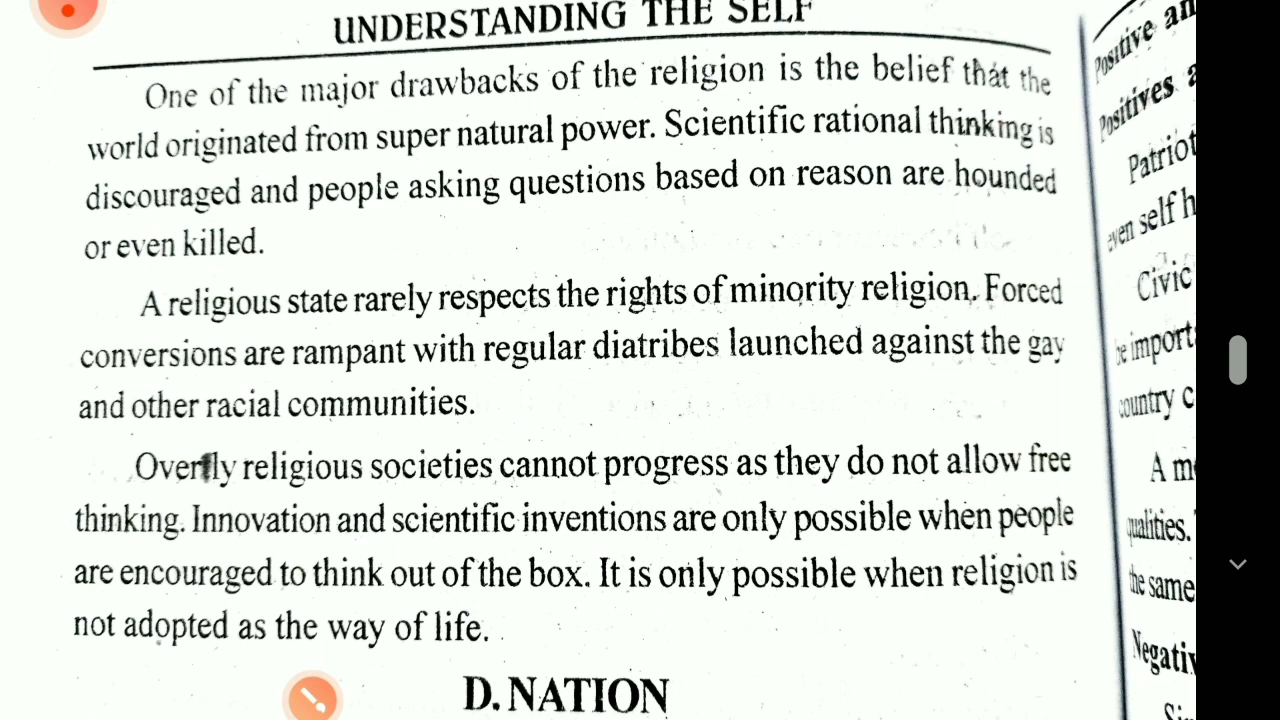 UNDERSTANDING THE SELF
One of the major drawbacks of the religion is the belief that the
world originated from super natural power. Scientific rational thinking is
discouraged and people asking questions based on reason are hounded
or even killed.
A religious state rarely respects the rights of minority religion. Forced
conversions are rampant with regular diatribes launched against the gay
and other racial communities.
Overtly religious societies cannot progress as they do not allow free
thinking. Innovation and scientific inventions are only possible when people
are encouraged to think out of the box. It is only possible when religion is
not adopted as the way of life.
D. NATION
Positive an
Positives a
Patriot
even self h
Civic
be import
country c
A m
qualities.
the same
Negativ